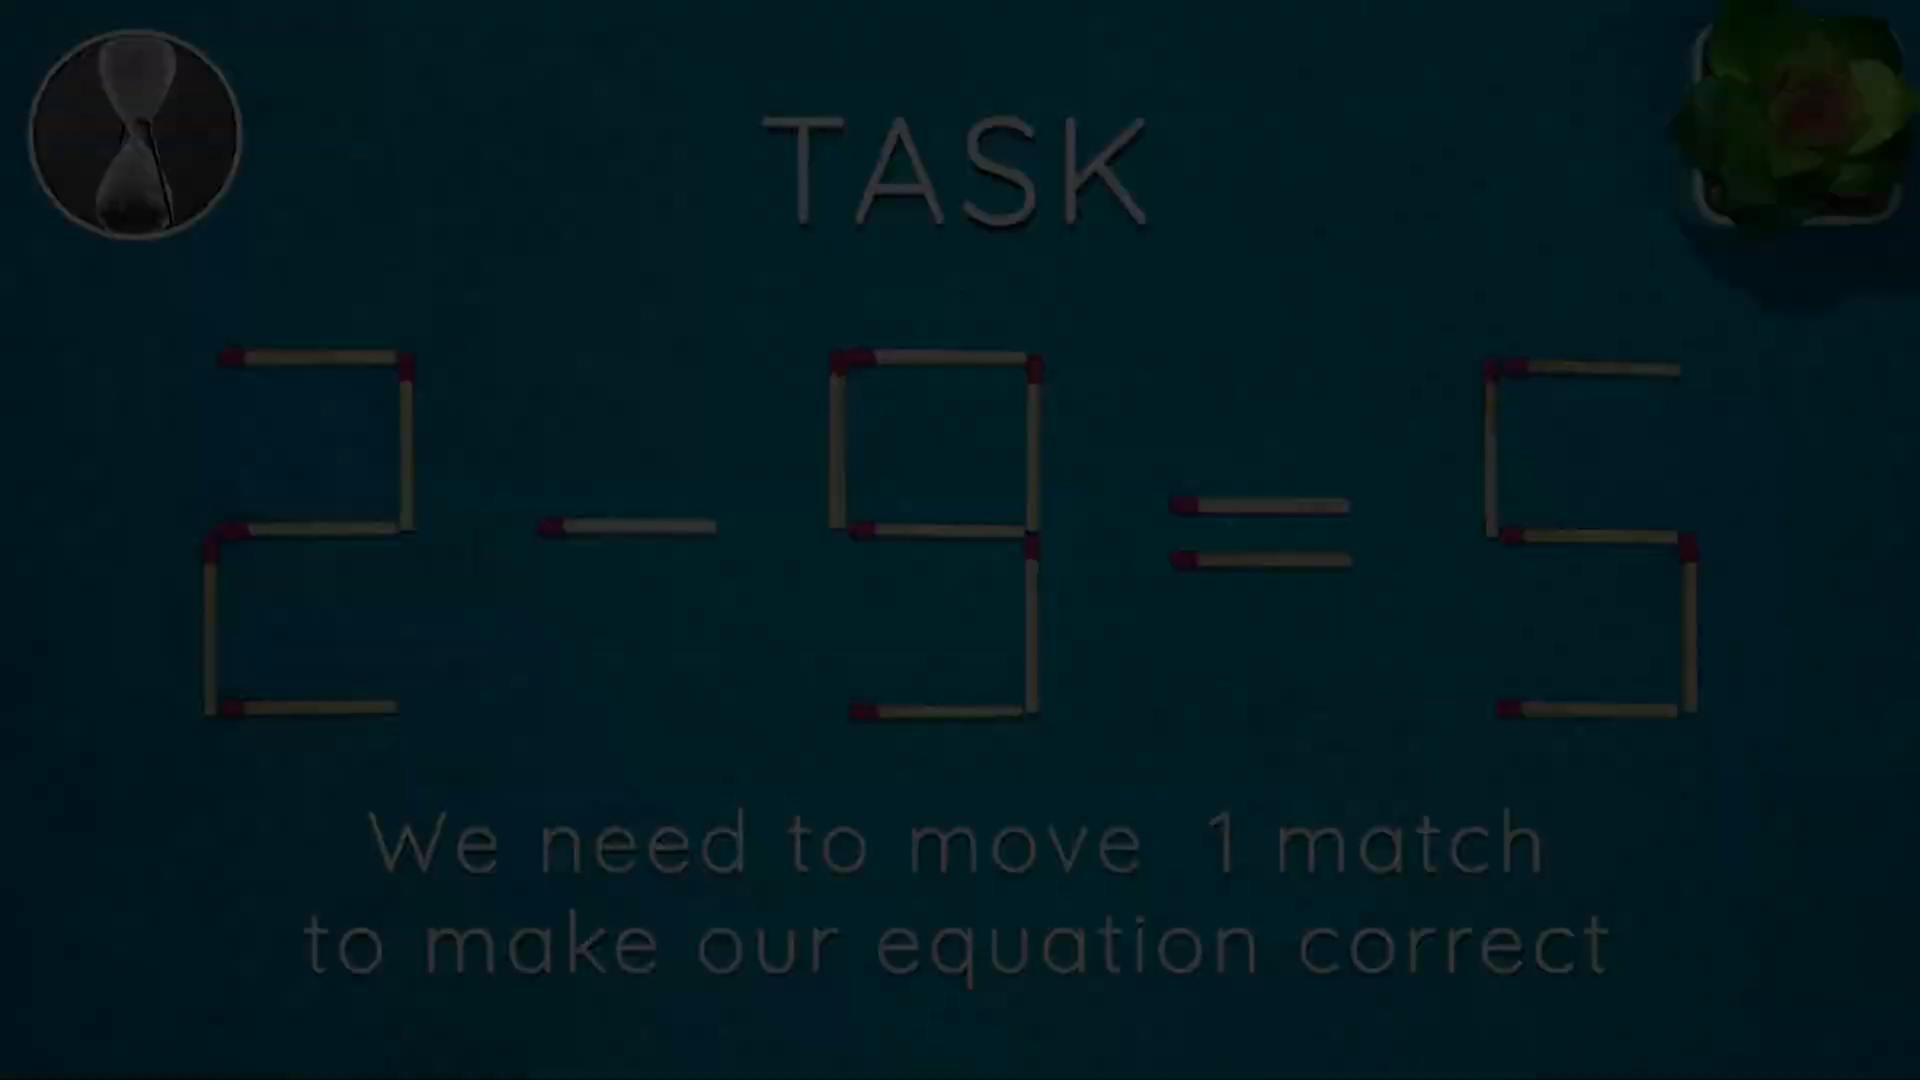 TASK
2 - 9 = 5
We need to move 1 match
to make our equation correct